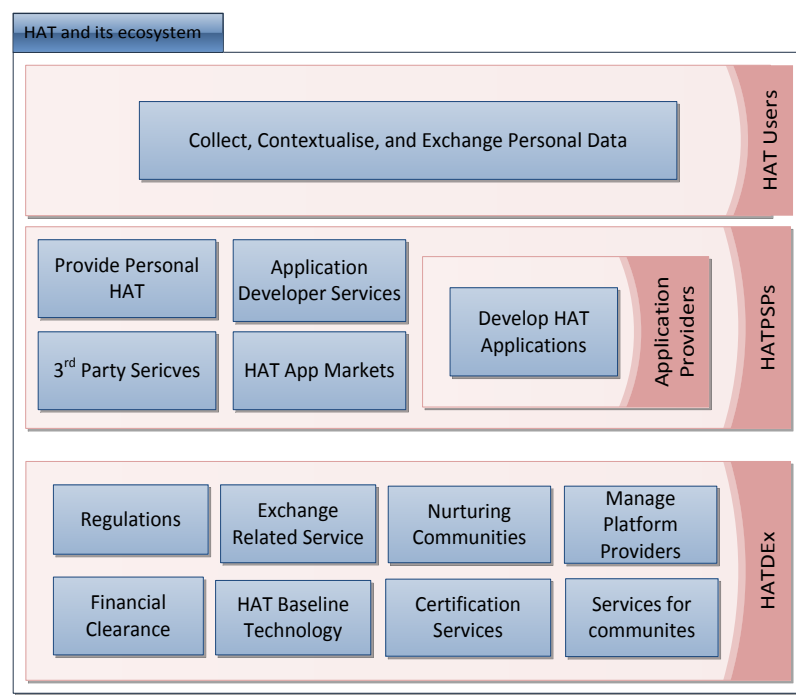 HAT and its ecosystem
Collect, Contextualise, and Exchange Personal Data
HAT Users
Provide Personal
HAT
Application
Developer Services
3rd Party Sericves
HAT App Markets
Develop HAT
Applications
Application
Providers
HATPSPs
Regulations
Exchange
Related Service
Nurturing
Communities
Manage
Platform
Providers
Financial
Clearance
HAT Baseline
Technology
Certification
Services
Services for
communites
HATDEx